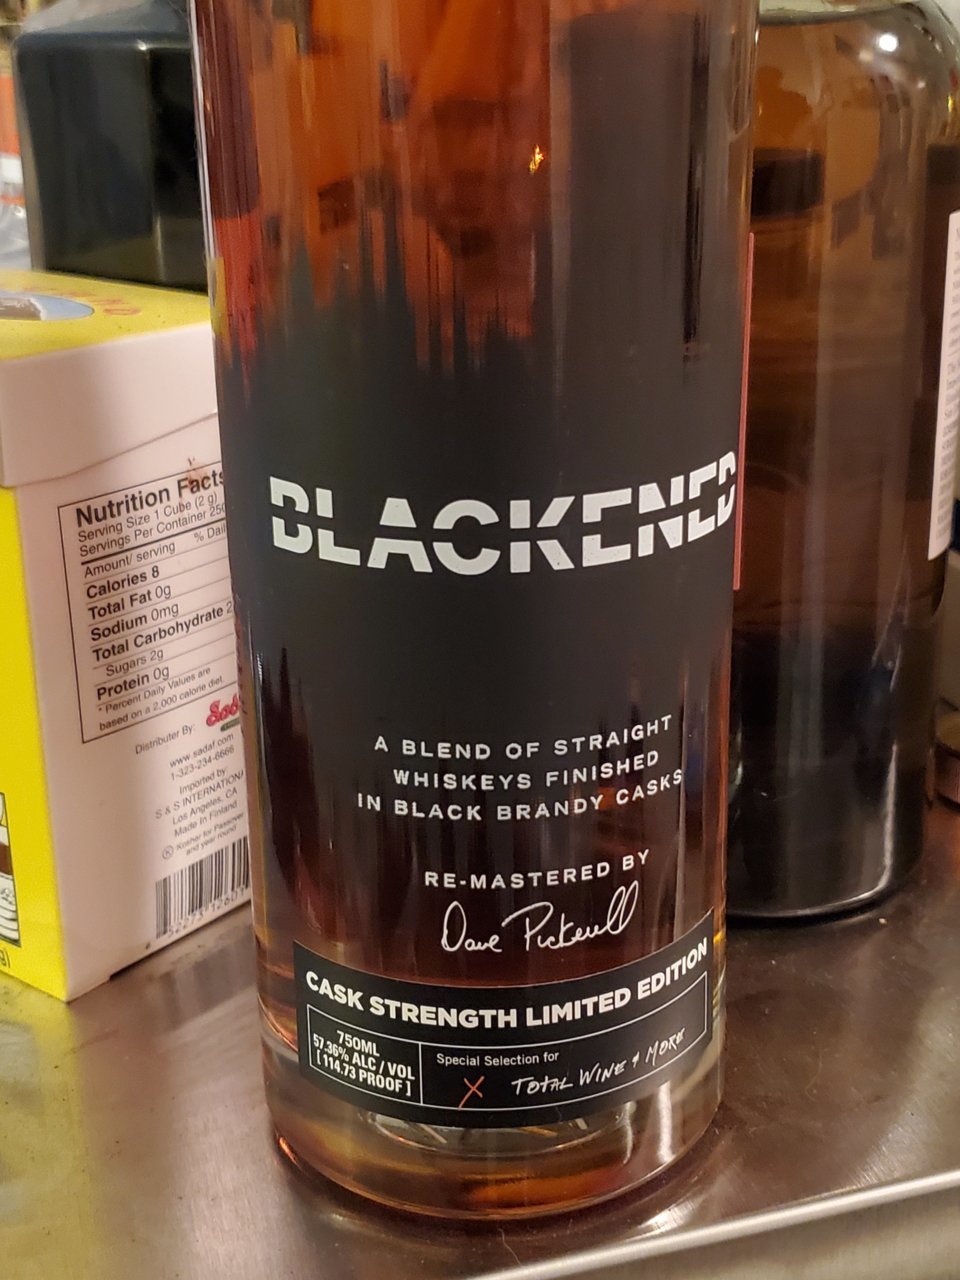 BLACKENED
A BLEND OF STRAIGHT
WHISKEYS FINISHED
IN BLACK BRANDY CASKS
RE-MASTERED BY
Dave Pickerell
CASK STRENGTH LIMITED EDITION
750ML
57.36% ALC / VOL
[ 114.73 PROOF ]
Special Selection for
X TOTAL WINE & MORE
Nutrition Facts
Serving Size 1 Cube (2 g)
Servings Per Container 250
Amount/ serving % Dail
Calories 8
Total Fat 0g
Sodium 0mg
Total Carbohydrate 2
Sugars 2g
Protein 0g
* Percent Daily Values are
based on a 2,000 calorie diet.
Distributer By:
www.sadaf.com
1-323-234-6666
Imported by:
S & S INTERNATIONA
Los Angeles, CA
Made In Finland
K Kosher for Passover
and year round